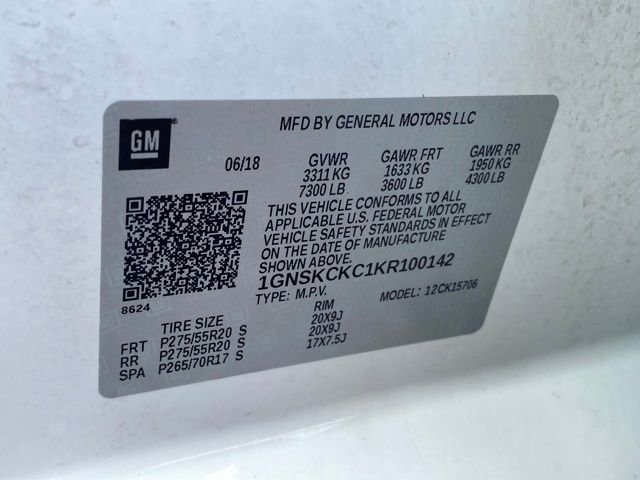 GM
MFD BY GENERAL MOTORS LLC
06/18 GVWR GAWR FRT GAWR RR
3311 KG 1633 KG 1950 KG
7300 LB 3600 LB 4300 LB
THIS VEHICLE CONFORMS TO ALL
APPLICABLE U.S. FEDERAL MOTOR
VEHICLE SAFETY STANDARDS IN EFFECT
ON THE DATE OF MANUFACTURE
SHOWN ABOVE.
1GNSKCKC1KR100142
8624
TYPE: M.P.V. MODEL: 12CK15706
TIRE SIZE RIM
FRT P275/55R20 S 20X9J
RR P275/55R20 S 20X9J
SPA P265/70R17 S 17X7.5J